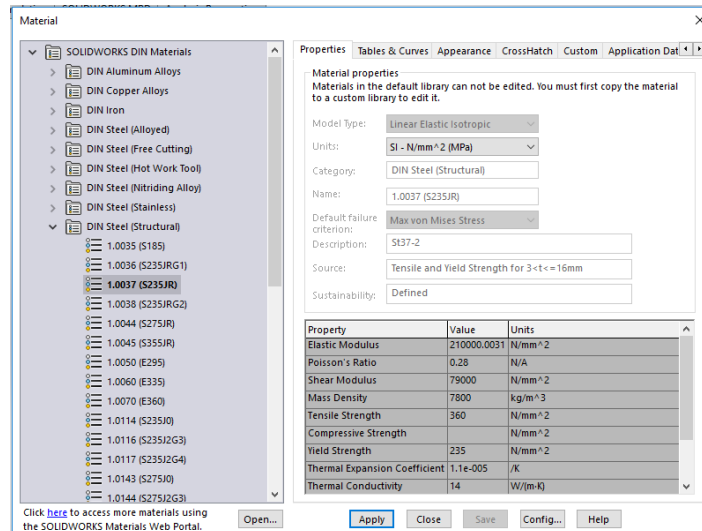 Material
SOLIDWORKS DIN Materials
DIN Aluminum Alloys
DIN Copper Alloys
DIN Iron
DIN Steel (Alloyed)
DIN Steel (Free Cutting)
DIN Steel (Hot Work Tool)
DIN Steel (Nitriding Alloy)
DIN Steel (Stainless)
DIN Steel (Structural)
1.0035 (S185)
1.0036 (S235JRG1)
1.0037 (S235JR)
1.0038 (S235JRG2)
1.0044 (S275JR)
1.0045 (S355JR)
1.0050 (E295)
1.0060 (E335)
1.0070 (E360)
1.0114 (S235J0)
1.0116 (S235J2G3)
1.0117 (S235J2G4)
1.0143 (S275J0)
1.0144 (S275J2G3)
Click here to access more materials using
the SOLIDWORKS Materials Web Portal.
Open...
Properties Tables & Curves Appearance CrossHatch Custom Application Dat
Material properties
Materials in the default library can not be edited. You must first copy the material
to a custom library to edit it.
Model Type: Linear Elastic Isotropic
Units: SI - N/mm^2 (MPa)
Category: DIN Steel (Structural)
Name: 1.0037 (S235JR)
Default failure
criterion: Max von Mises Stress
Description: St37-2
Source: Tensile and Yield Strength for 3<t<=16mm
Sustainability: Defined
Property Value Units
Elastic Modulus 210000.0031 N/mm^2
Poisson's Ratio 0.28 N/A
Shear Modulus 79000 N/mm^2
Mass Density 7800 kg/m^3
Tensile Strength 360 N/mm^2
Compressive Strength N/mm^2
Yield Strength 235 N/mm^2
Thermal Expansion Coefficient 1.1e-005 /K
Thermal Conductivity 14 W/(m·K)
Apply Close Save Config... Help